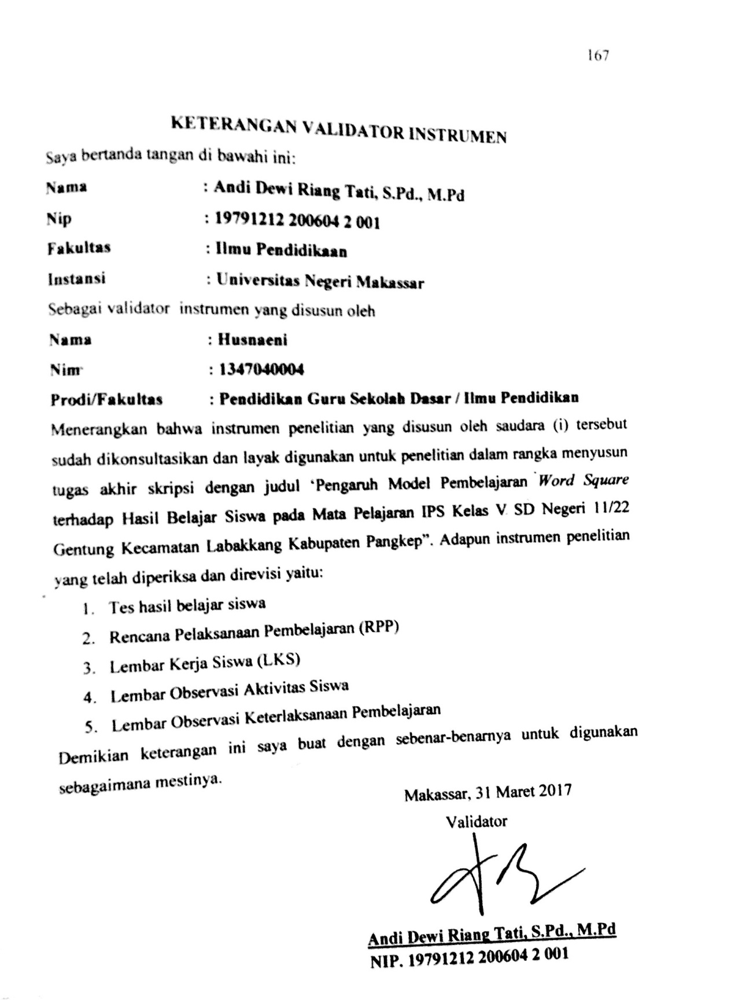 167
KETERANGAN VALIDATOR INSTRUMEN
Saya bertanda tangan di bawahi ini:
Nama : Andi Dewi Riang Tati, S.Pd., M.Pd
Nip : 19791212 200604 2 001
Fakultas : Ilmu Pendidikaan
Instansi : Universitas Negeri Makassar
Sebagai validator instrumen yang disusun oleh
Nama : Husnaeni
Nim : 1347040004
Prodi/Fakultas : Pendidikan Guru Sekolah Dasar / Ilmu Pendidikan
Menerangkan bahwa instrumen penelitian yang disusun oleh saudara (i) tersebut
sudah dikonsultasikan dan layak digunakan untuk penelitian dalam rangka menyusun
tugas akhir skripsi dengan judul ‘Pengaruh Model Pembelajaran Word Square
terhadap Hasil Belajar Siswa pada Mata Pelajaran IPS Kelas V SD Negeri 11/22
Gentung Kecamatan Labakkang Kabupaten Pangkep”. Adapun instrumen penelitian
yang telah diperiksa dan direvisi yaitu:
1. Tes hasil belajar siswa
2. Rencana Pelaksanaan Pembelajaran (RPP)
3. Lembar Kerja Siswa (LKS)
4. Lembar Observasi Aktivitas Siswa
5. Lembar Observasi Keterlaksanaan Pembelajaran
Demikian keterangan ini saya buat dengan sebenar-benarnya untuk digunakan
sebagaimana mestinya.
Makassar, 31 Maret 2017
Validator
Andi Dewi Riang Tati, S.Pd., M.Pd
NIP. 19791212 200604 2 001